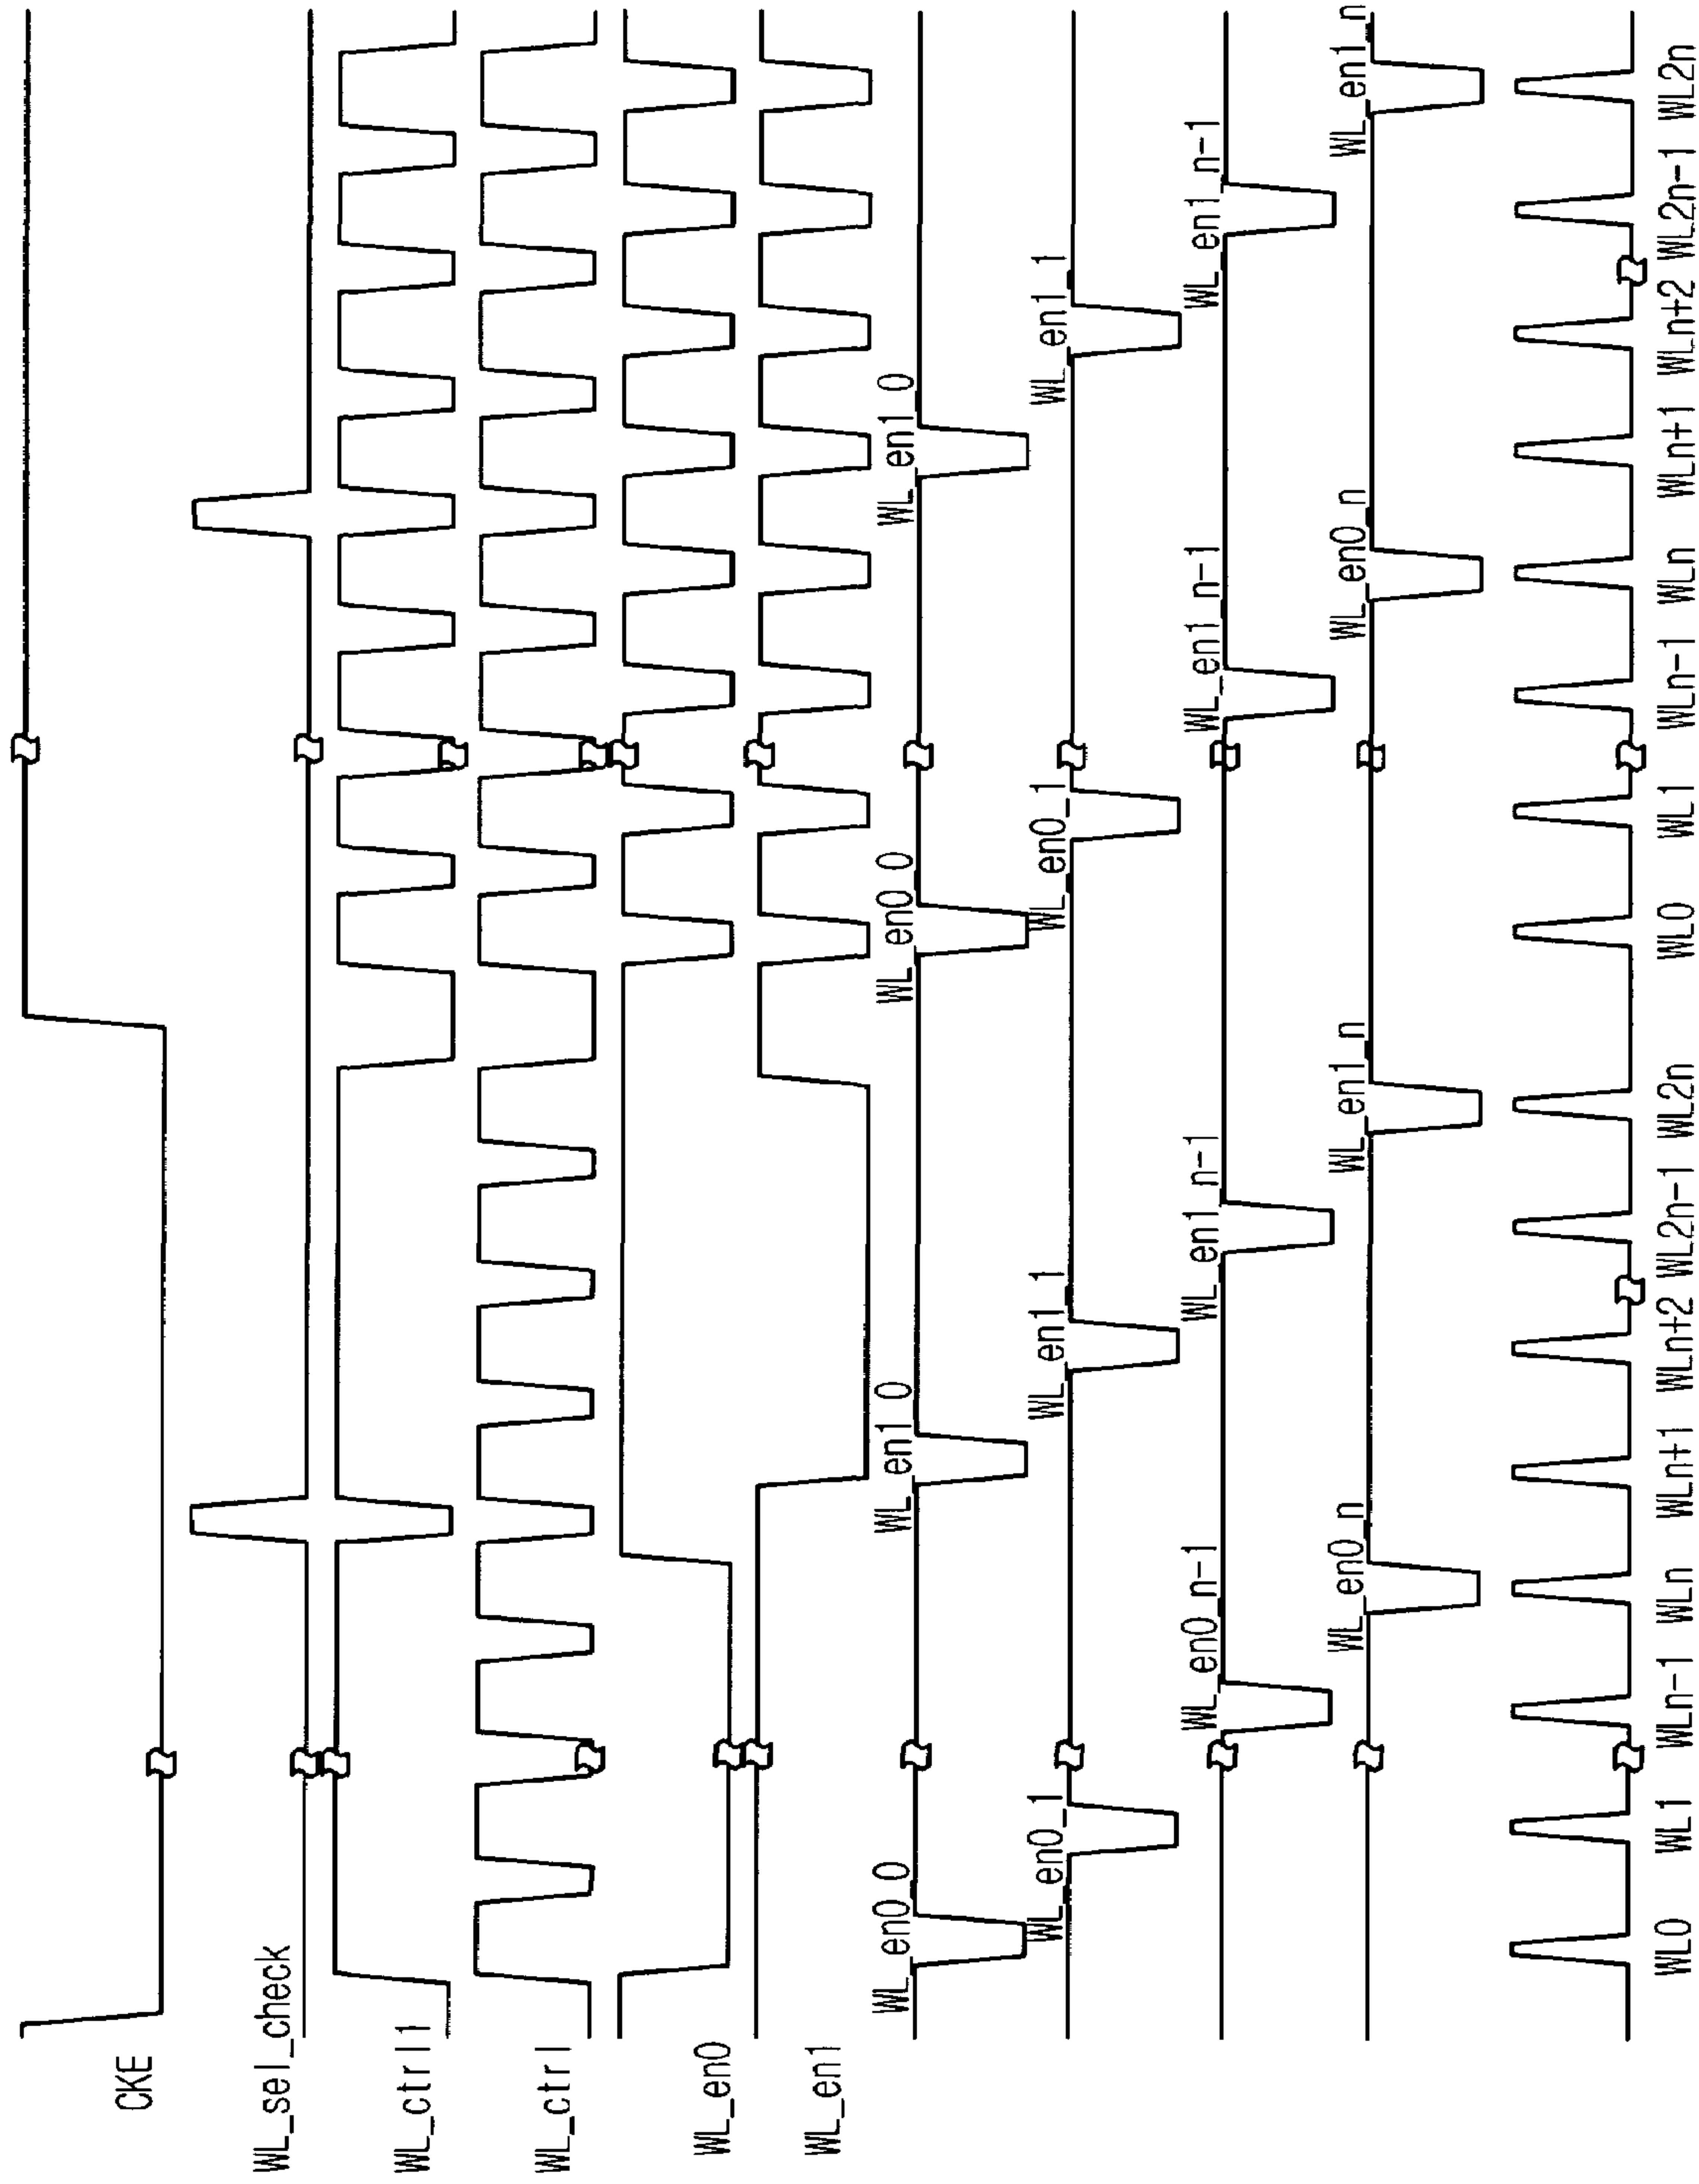 CKE
WL_sel_check
WL_ctrl1
WL_ctrl
WL_en0
WL_en1
WL_en0_0 WL_en1_0 WL_en0_0 WL_en1_0
WL_en0_1 WL_en1_1 WL_en0_1 WL_en1_1
WL_en0_n-1 WL_en1_n-1 WL_en1_n-1 WL_en1_n-1
WL_en0_n WL_en1_n WL_en0_n WL_en1_n
WL0 WL1 WLn-1 WLn WLn+1 WLn+2 WL2n-1 WL2n WL0 WL1 WLn-1 WLn WLn+1 WLn+2 WL2n-1 WL2n